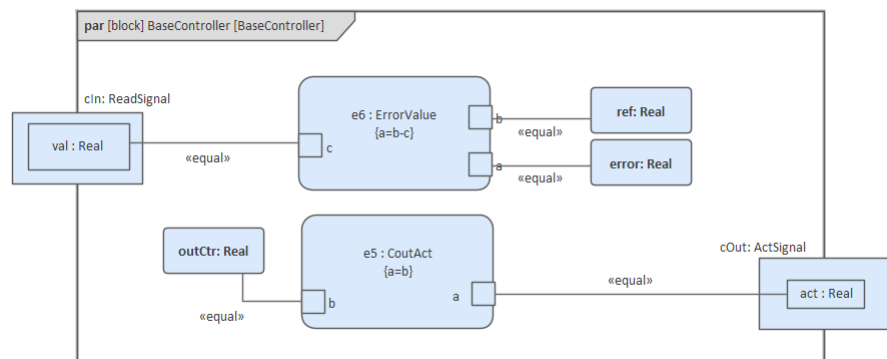 par [block] BaseController [BaseController]
cIn: ReadSignal
val : Real
«equal»
c
e6 : ErrorValue
{a=b-c}
b
«equal»
ref: Real
a
«equal»
error: Real
outCtr: Real
«equal»
b
e5 : CoutAct
{a=b}
a
«equal»
cOut: ActSignal
act : Real